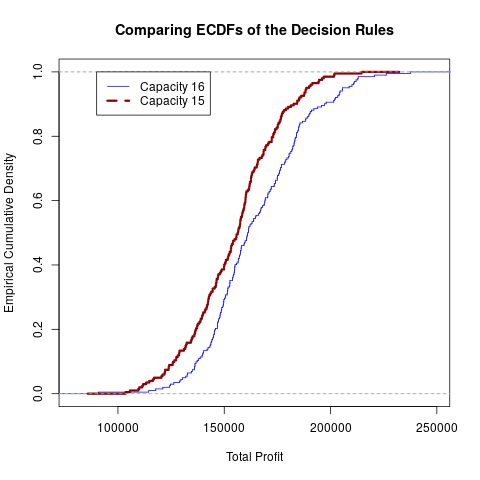 Comparing ECDFs of the Decision Rules
Empirical Cumulative Density
1.0
0.8
0.6
0.4
0.2
0.0
Capacity 16
Capacity 15
100000 150000 200000 250000
Total Profit